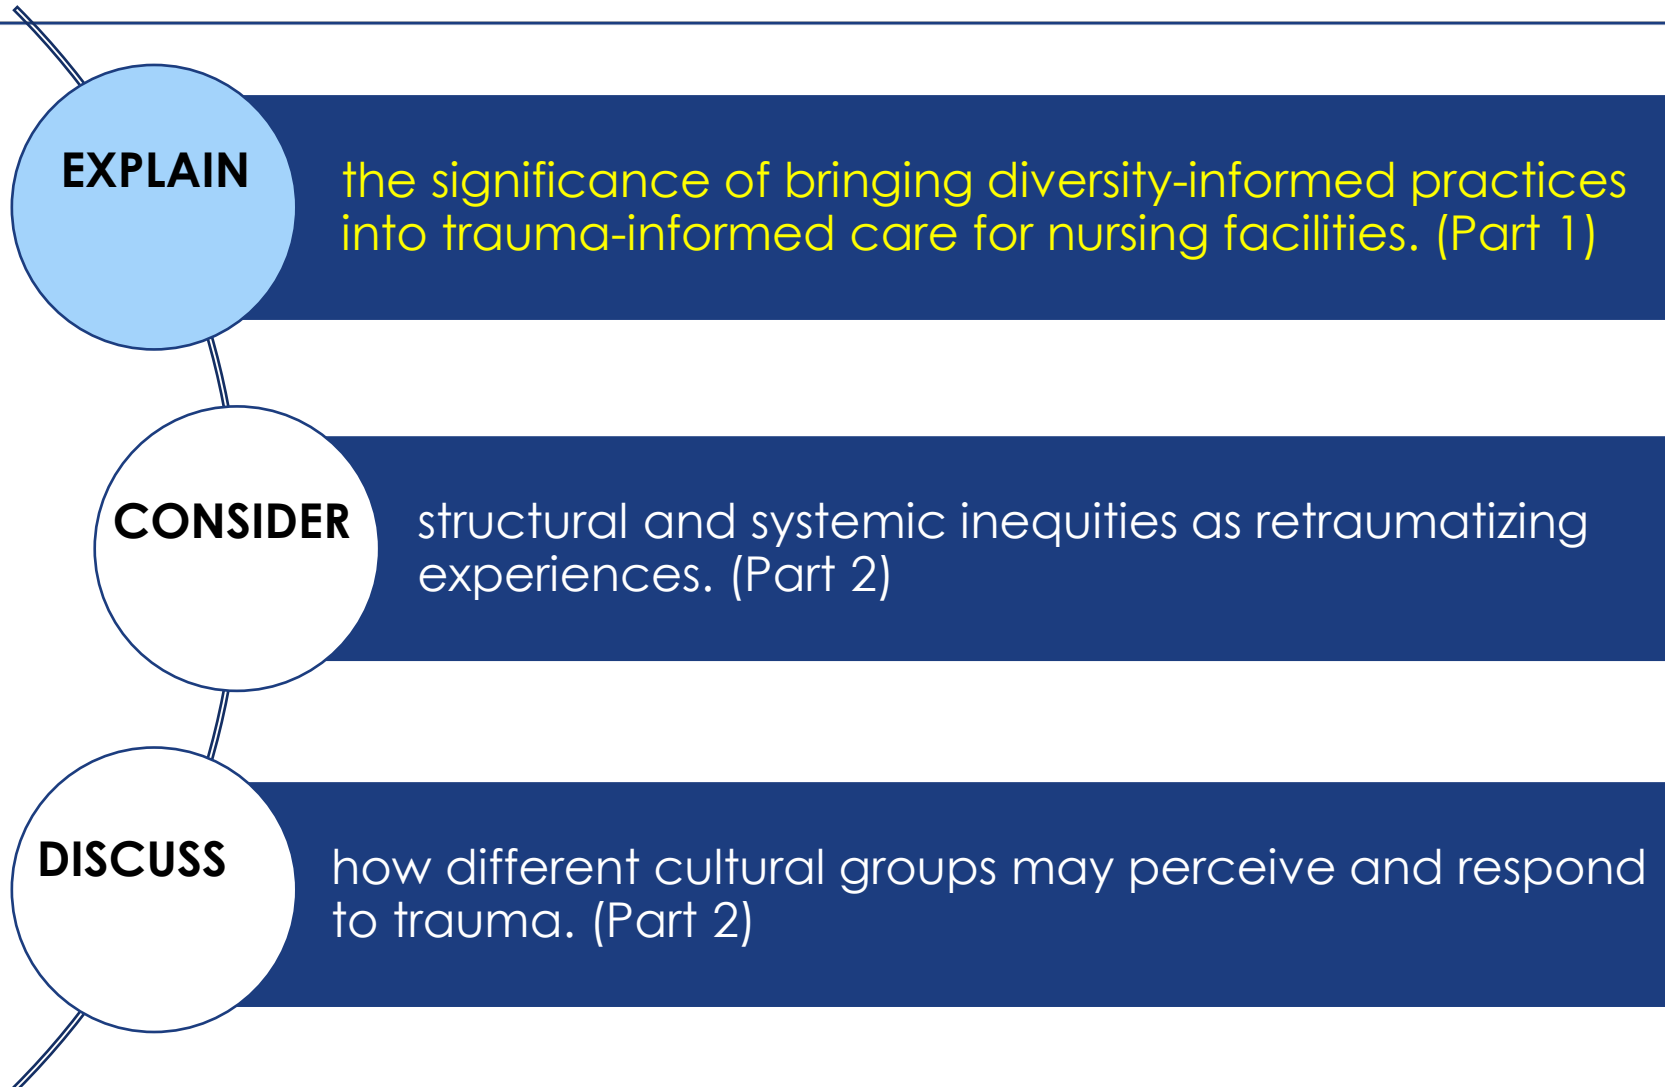 EXPLAIN
the significance of bringing diversity-informed practices
into trauma-informed care for nursing facilities. (Part 1)
CONSIDER
structural and systemic inequities as retraumatizing
experiences. (Part 2)
DISCUSS
how different cultural groups may perceive and respond
to trauma. (Part 2)